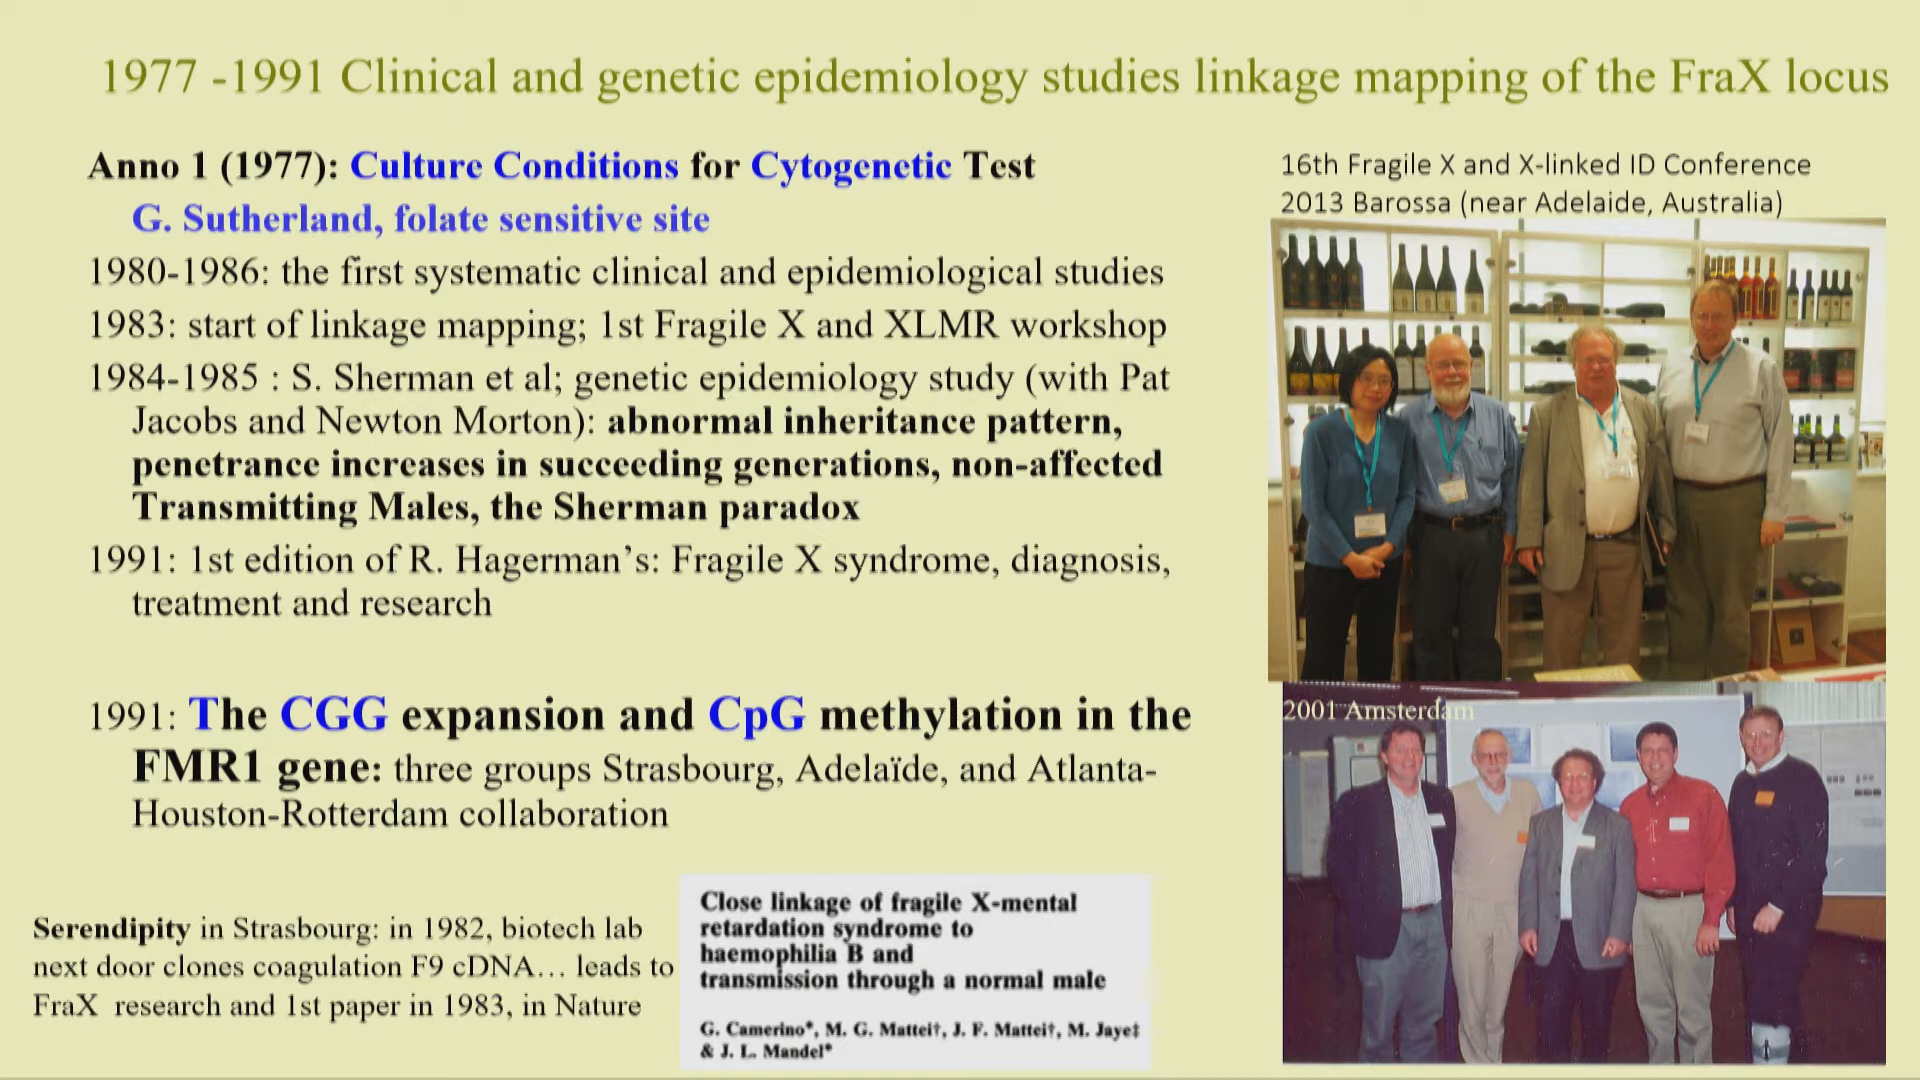 1977 -1991 Clinical and genetic epidemiology studies linkage mapping of the FraX locus
Anno 1 (1977): Culture Conditions for Cytogenetic Test
G. Sutherland, folate sensitive site
1980-1986: the first systematic clinical and epidemiological studies
1983: start of linkage mapping; 1st Fragile X and XLMR workshop
1984-1985 : S. Sherman et al; genetic epidemiology study (with Pat
Jacobs and Newton Morton): abnormal inheritance pattern,
penetrance increases in succeeding generations, non-affected
Transmitting Males, the Sherman paradox
1991: 1st edition of R. Hagerman's: Fragile X syndrome, diagnosis,
treatment and research
1991: The CGG expansion and CpG methylation in the
FMR1 gene: three groups Strasbourg, Adelaïde, and Atlanta-
Houston-Rotterdam collaboration
Serendipity in Strasbourg: in 1982, biotech lab
next door clones coagulation F9 cDNA… leads to
FraX research and 1st paper in 1983, in Nature
Close linkage of fragile X-mental
retardation syndrome to
haemophilia B and
transmission through a normal male
G. Camerino*, M. G. Mattei†, J. F. Mattei†, M. Jaye‡
& J. L. Mandel*
16th Fragile X and X-linked ID Conference
2013 Barossa (near Adelaide, Australia)
2001 Amsterdam